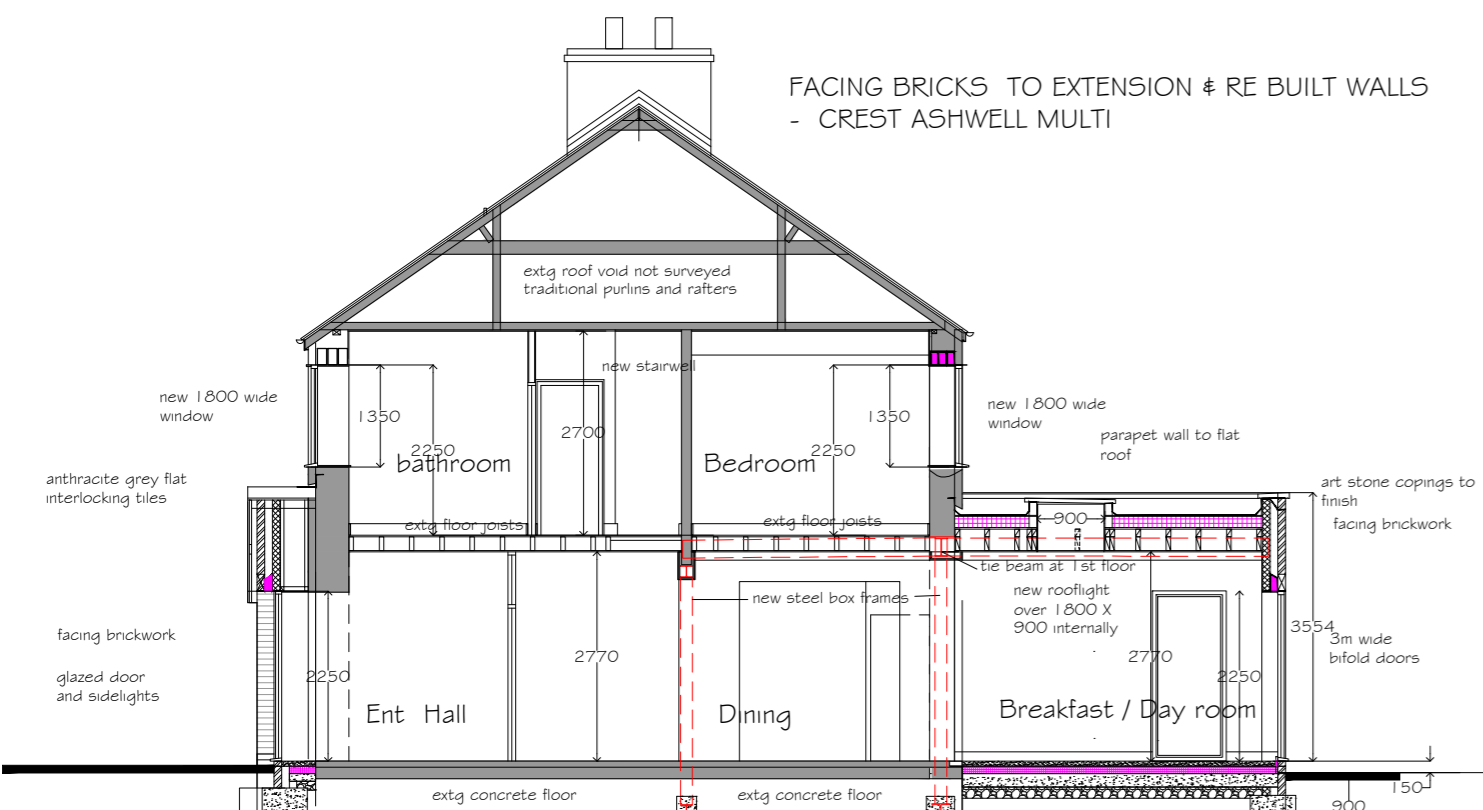 FACING BRICKS TO EXTENSION & RE BUILT WALLS
- CREST ASHWELL MULTI
extg roof void not surveyed
traditional purlins and rafters
new stairwell
new 1800 wide
window
1350
2250
2700
2250
1350
new 1800 wide
window
parapet wall to flat
roof
bathroom
Bedroom
anthracite grey flat
interlocking tiles
art stone copings to
finish
facing brickwork
extg floor joists
extg floor joists
900
tie beam at 1st floor
new steel box frames
new rooflight
over 1800 X
900 internally
facing brickwork
glazed door
and sidelights
3554
3m wide
bifold doors
2250
2770
2770
2250
Ent Hall
Dining
Breakfast / Day room
extg concrete floor
extg concrete floor
150
900